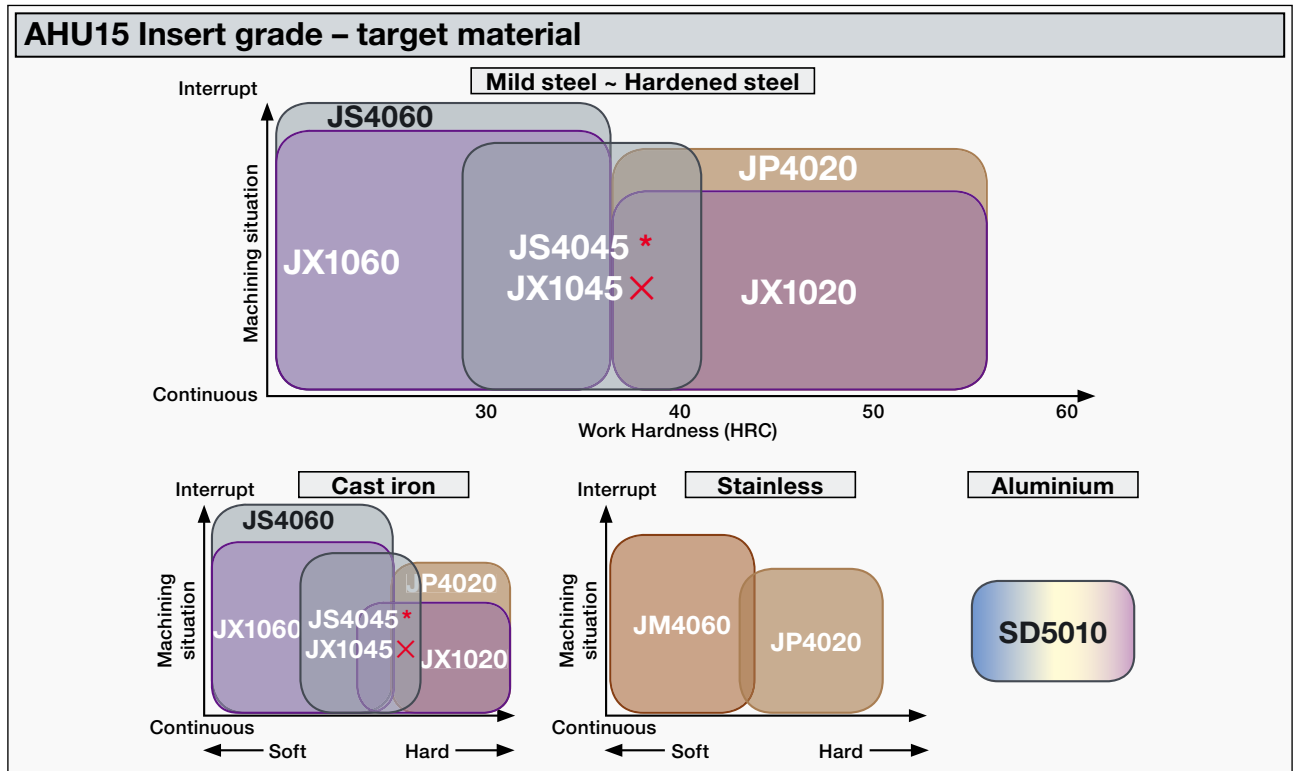 AHU15 Insert grade – target material
Mild steel ~ Hardened steel
Interrupt
Machining situation
Continuous
JS4060
JP4020
JX1060
JS4045 *
JX1045 ×
JX1020
30 40 50 60
Work Hardness (HRC)
Cast iron
Interrupt
Machining
situation
Continuous
JS4060
JP4020
JX1060
JS4045 *
JX1045 ×
JX1020
Soft Hard
Stainless
Interrupt
Machining
situation
Continuous
JM4060
JP4020
Soft Hard
Aluminium
SD5010